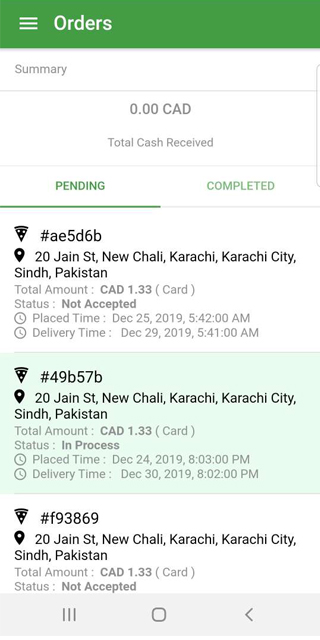 Orders
Summary
0.00 CAD
Total Cash Received
PENDING COMPLETED
#ae5d6b
20 Jain St, New Chali, Karachi, Karachi City,
Sindh, Pakistan
Total Amount : CAD 1.33 ( Card )
Status : Not Accepted
Placed Time : Dec 25, 2019, 5:42:00 AM
Delivery Time : Dec 29, 2019, 5:41:00 AM
#49b57b
20 Jain St, New Chali, Karachi, Karachi City,
Sindh, Pakistan
Total Amount : CAD 1.33 ( Card )
Status : In Process
Placed Time : Dec 24, 2019, 8:03:00 PM
Delivery Time : Dec 30, 2019, 8:02:00 PM
#f93869
20 Jain St, New Chali, Karachi, Karachi City,
Sindh, Pakistan
Total Amount : CAD 1.33 ( Card )
Status : Not Accepted